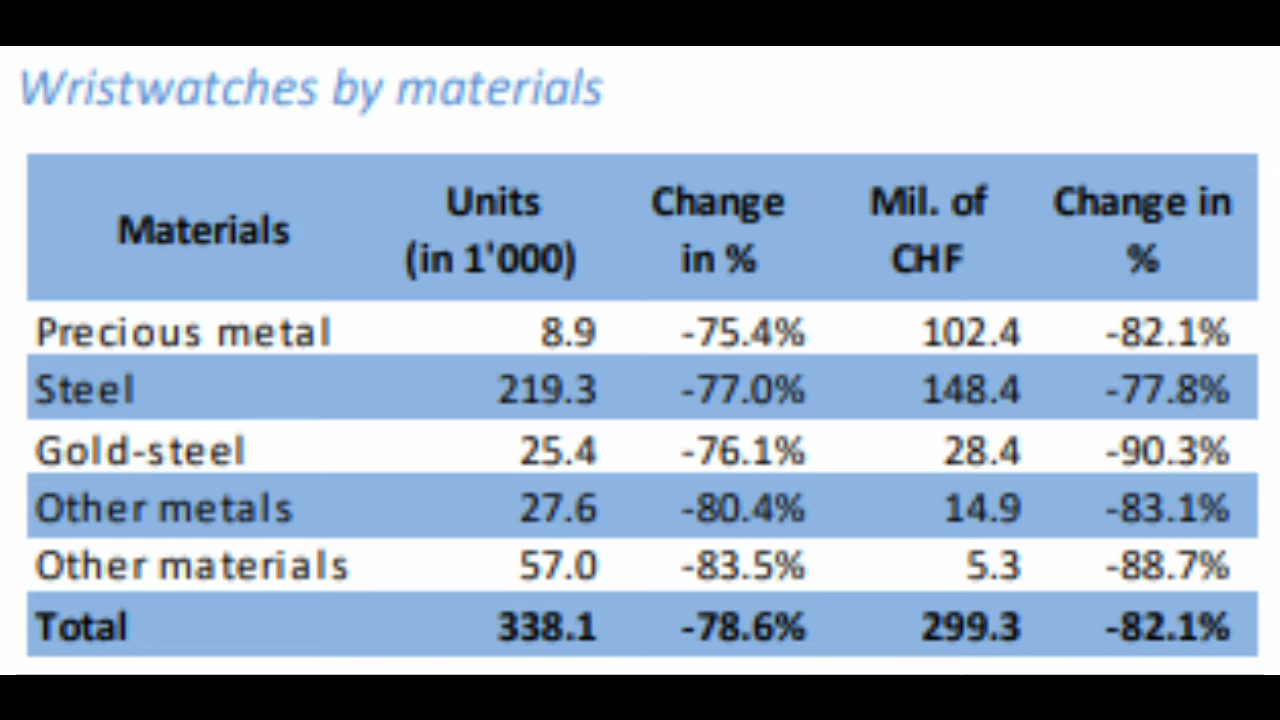 Wristwatches by materials
Materials Units (in 1'000) Change in % Mil. of CHF Change in %
Precious metal 8.9 -75.4% 102.4 -82.1%
Steel 219.3 -77.0% 148.4 -77.8%
Gold-steel 25.4 -76.1% 28.4 -90.3%
Other metals 27.6 -80.4% 14.9 -83.1%
Other materials 57.0 -83.5% 5.3 -88.7%
Total 338.1 -78.6% 299.3 -82.1%